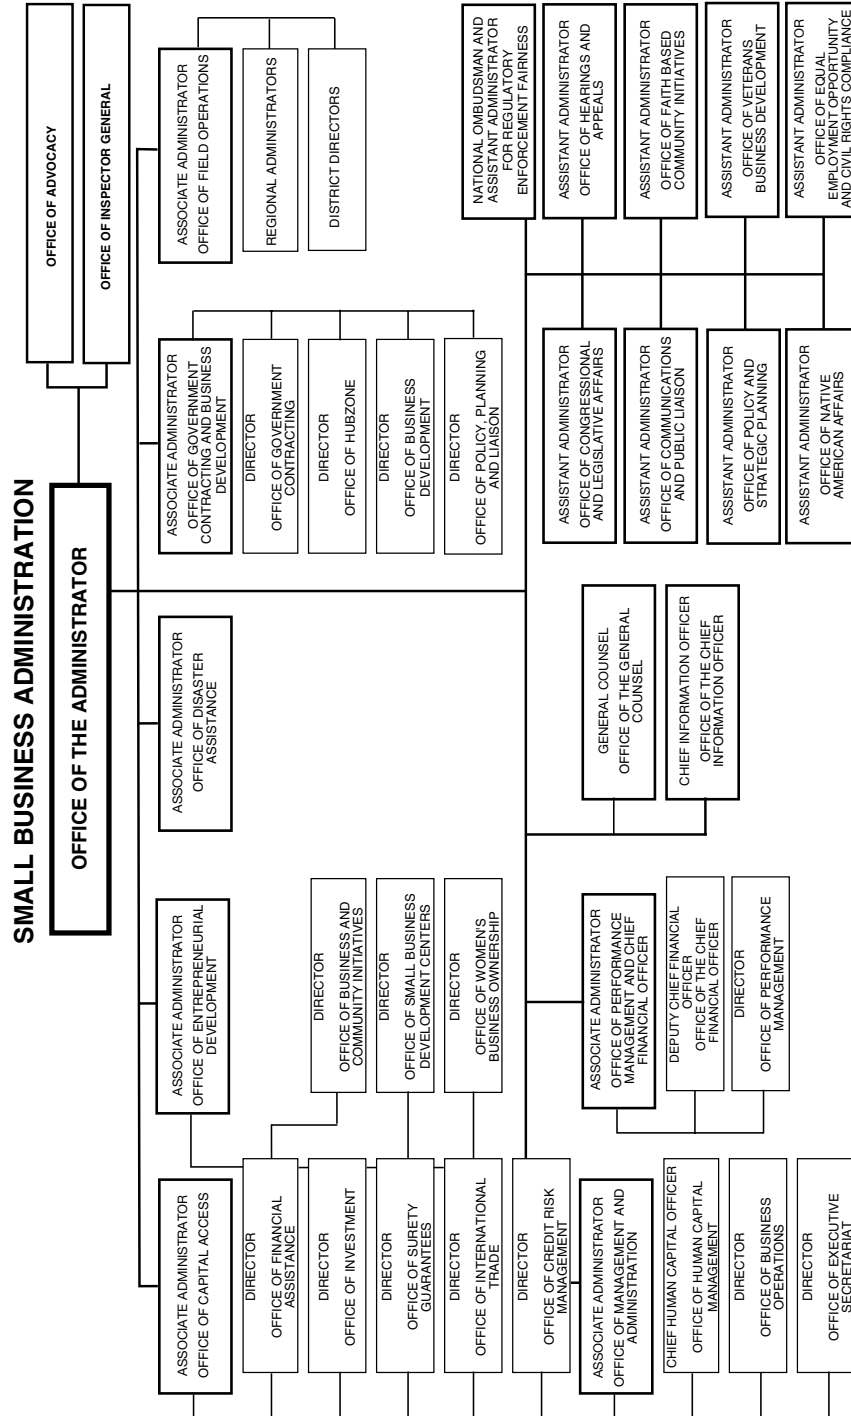 SMALL BUSINESS ADMINISTRATION
OFFICE OF THE ADMINISTRATOR
OFFICE OF ADVOCACY
OFFICE OF INSPECTOR GENERAL
ASSOCIATE ADMINISTRATOR
OFFICE OF CAPITAL ACCESS
DIRECTOR
OFFICE OF FINANCIAL
ASSISTANCE
DIRECTOR
OFFICE OF INVESTMENT
DIRECTOR
OFFICE OF SURETY
GUARANTEES
DIRECTOR
OFFICE OF INTERNATIONAL
TRADE
DIRECTOR
OFFICE OF CREDIT RISK
MANAGEMENT
ASSOCIATE ADMINISTRATOR
OFFICE OF ENTREPRENEURIAL
DEVELOPMENT
DIRECTOR
OFFICE OF BUSINESS AND
COMMUNITY INITIATIVES
DIRECTOR
OFFICE OF SMALL BUSINESS
DEVELOPMENT CENTERS
DIRECTOR
OFFICE OF WOMEN'S
BUSINESS OWNERSHIP
ASSOCIATE ADMINISTRATOR
OFFICE OF DISASTER
ASSISTANCE
ASSOCIATE ADMINISTRATOR
OFFICE OF GOVERNMENT
CONTRACTING AND BUSINESS
DEVELOPMENT
DIRECTOR
OFFICE OF GOVERNMENT
CONTRACTING
DIRECTOR
OFFICE OF HUBZONE
DIRECTOR
OFFICE OF BUSINESS
DEVELOPMENT
DIRECTOR
OFFICE OF POLICY, PLANNING
AND LIAISON
ASSOCIATE ADMINISTRATOR
OFFICE OF FIELD OPERATIONS
REGIONAL ADMINISTRATORS
DISTRICT DIRECTORS
ASSOCIATE ADMINISTRATOR
OFFICE OF MANAGEMENT AND
ADMINISTRATION
CHIEF HUMAN CAPITAL OFFICER
OFFICE OF HUMAN CAPITAL
MANAGEMENT
DIRECTOR
OFFICE OF BUSINESS
OPERATIONS
DIRECTOR
OFFICE OF EXECUTIVE
SECRETARIAT
ASSOCIATE ADMINISTRATOR
OFFICE OF PERFORMANCE
MANAGEMENT AND CHIEF
FINANCIAL OFFICER
DEPUTY CHIEF FINANCIAL
OFFICER
OFFICE OF THE CHIEF
FINANCIAL OFFICER
DIRECTOR
OFFICE OF PERFORMANCE
MANAGEMENT
GENERAL COUNSEL
OFFICE OF THE GENERAL
COUNSEL
CHIEF INFORMATION OFFICER
OFFICE OF THE CHIEF
INFORMATION OFFICER
ASSISTANT ADMINISTRATOR
OFFICE OF CONGRESSIONAL
AND LEGISLATIVE AFFAIRS
ASSISTANT ADMINISTRATOR
OFFICE OF COMMUNICATIONS
AND PUBLIC LIAISON
ASSISTANT ADMINISTRATOR
OFFICE OF POLICY AND
STRATEGIC PLANNING
ASSISTANT ADMINISTRATOR
OFFICE OF NATIVE
AMERICAN AFFAIRS
NATIONAL OMBUDSMAN AND
ASSISTANT ADMINISTRATOR
FOR REGULATORY
ENFORCEMENT FAIRNESS
ASSISTANT ADMINISTRATOR
OFFICE OF HEARINGS AND
APPEALS
ASSISTANT ADMINISTRATOR
OFFICE OF FAITH BASED
COMMUNITY INITIATIVES
ASSISTANT ADMINISTRATOR
OFFICE OF VETERANS
BUSINESS DEVELOPMENT
ASSISTANT ADMINISTRATOR
OFFICE OF EQUAL
EMPLOYMENT OPPORTUNITY
AND CIVIL RIGHTS COMPLIANCE